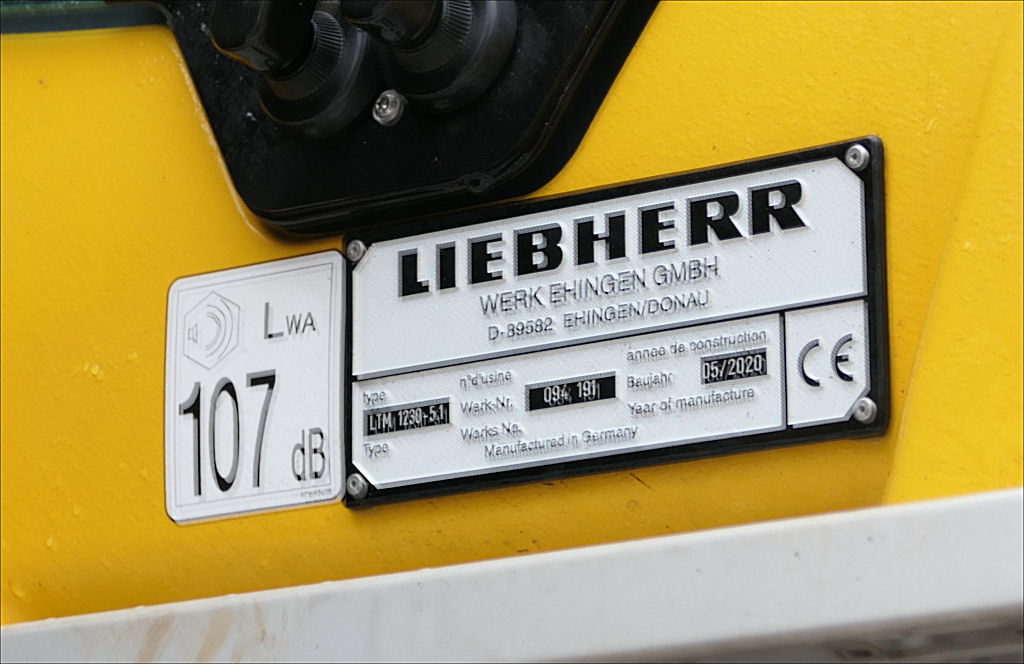 LWA
107
dB
LIEBHERR
WERK EHINGEN GMBH
D-89582 EHINGEN/DONAU
type
LTM 1230-5.1
Type
n°d'usine
Werk-Nr.
094 191
Works No.
année de construction
Baujahr
05/2020
Year of manufacture
Manufactured in Germany
CE